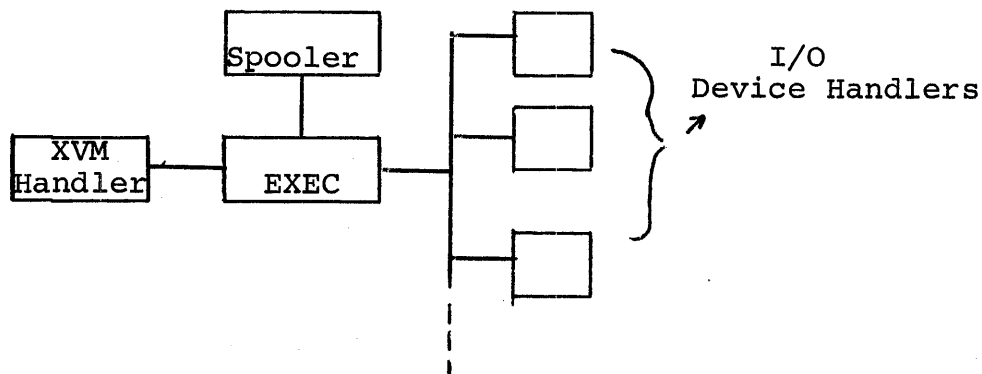 Spooler
XVM
Handler
EXEC
I/O
Device Handlers